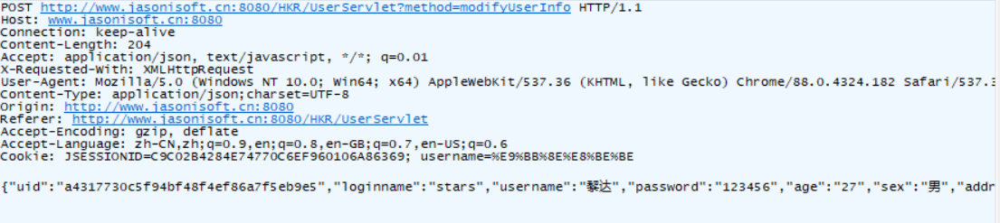 POST http://www.jasonisoft.cn:8080/HKR/UserServlet?method=modifyUserInfo HTTP/1.1
Host: www.jasonisoft.cn:8080
Connection: keep-alive
Content-Length: 204
Accept: application/json, text/javascript, */*; q=0.01
X-Requested-With: XMLHttpRequest
User-Agent: Mozilla/5.0 (Windows NT 10.0; Win64; x64) AppleWebKit/537.36 (KHTML, like Gecko) Chrome/88.0.4324.182 Safari/537.3
Content-Type: application/json;charset=UTF-8
Origin: http://www.jasonisoft.cn:8080
Referer: http://www.jasonisoft.cn:8080/HKR/UserServlet
Accept-Encoding: gzip, deflate
Accept-Language: zh-CN,zh;q=0.9,en;q=0.8,en-GB;q=0.7,en-US;q=0.6
Cookie: JSESSIONID=C9C02B4284E74770C6EF960106A86369; username=%E9%BB%8E%E8%BE%BE
{"uid":"a4317730c5f94bf48f4ef86a7f5eb9e5","loginname":"stars","username":"黎达","password":"123456","age":"27","sex":"男","addr